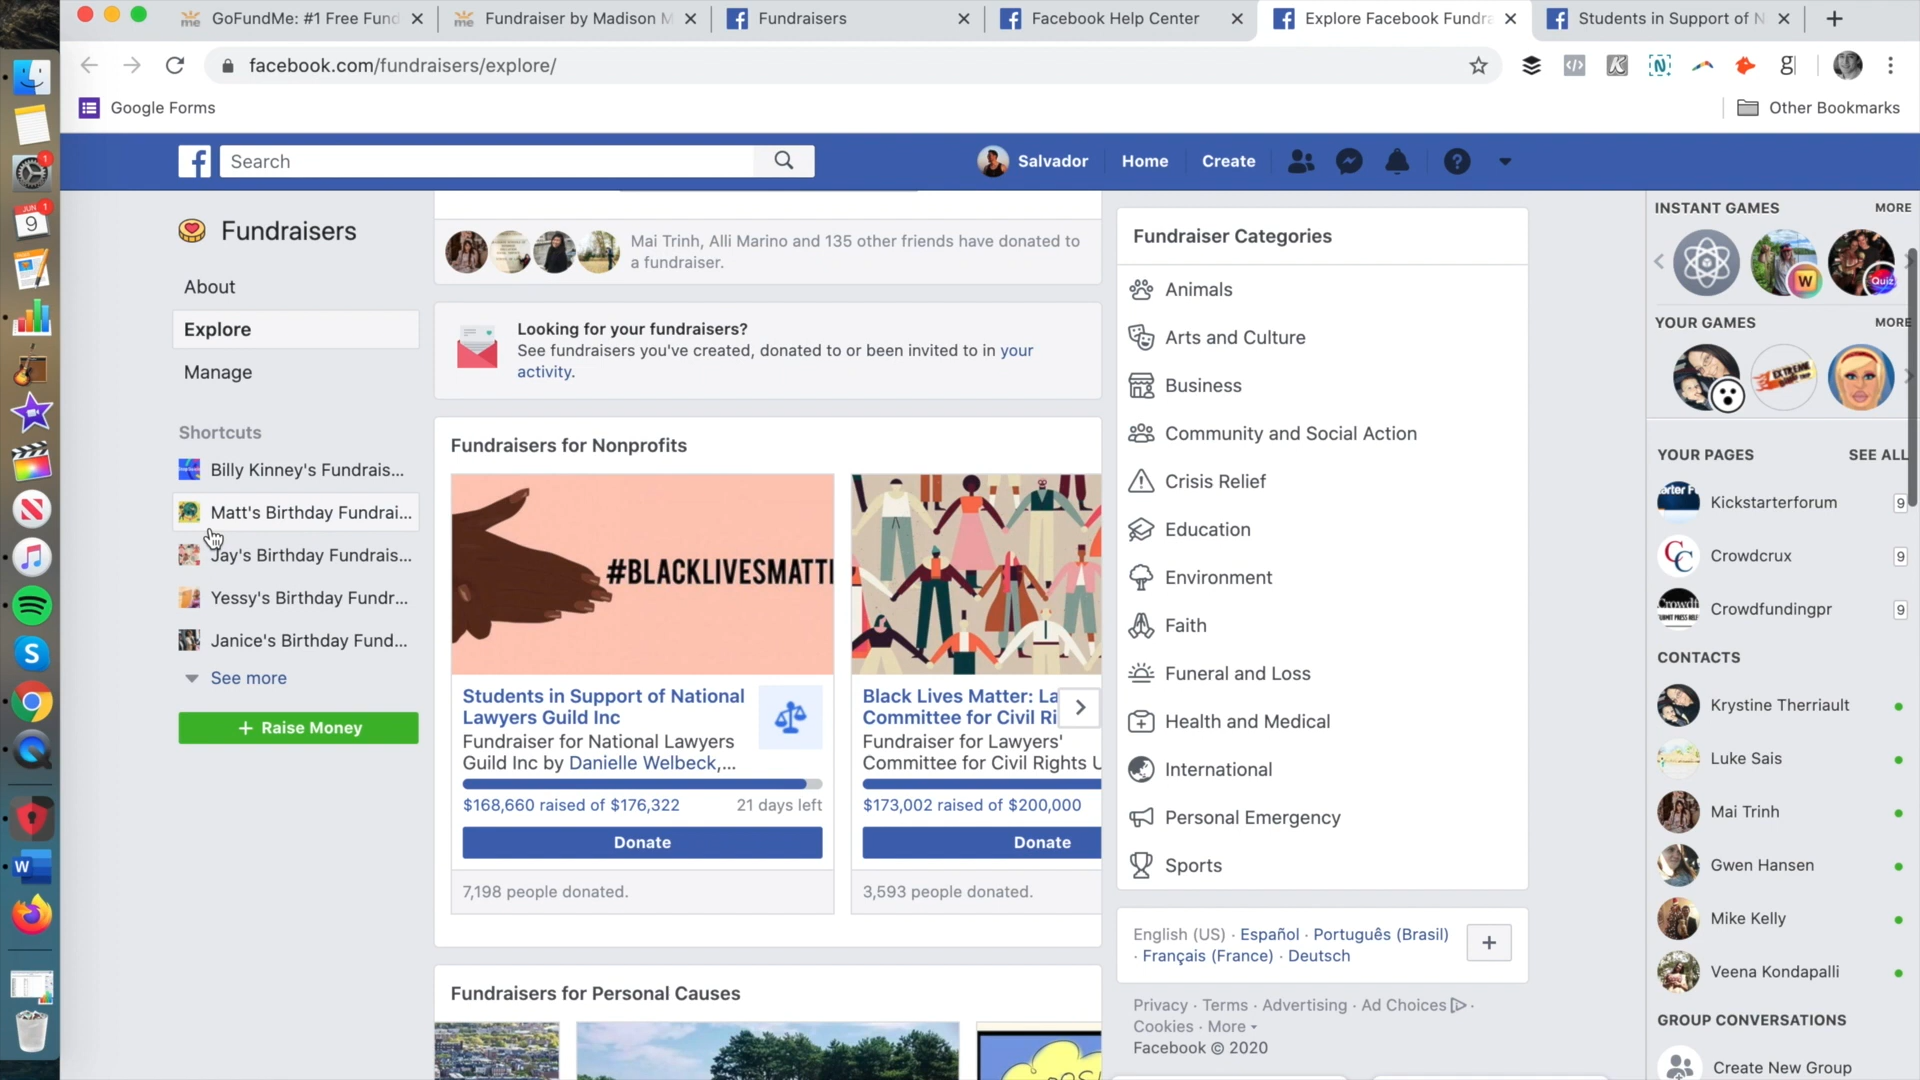 GoFundMe: #1 Free Fund
Fundraiser by Madison M
Fundraisers
Facebook Help Center
Explore Facebook Fundra
Students in Support of N
facebook.com/fundraisers/explore/
Google Forms
Other Bookmarks
Search
Salvador
Home
Create
Fundraisers
About
Explore
Manage
Shortcuts
Billy Kinney's Fundrais...
Matt's Birthday Fundrai...
Jay's Birthday Fundrais...
Yessy's Birthday Fundr...
Janice's Birthday Fund...
See more
+ Raise Money
Mai Trinh, Alli Marino and 135 other friends have donated to
a fundraiser.
Looking for your fundraisers?
See fundraisers you've created, donated to or been invited to in your
activity.
Fundraisers for Nonprofits
#BLACKLIVESMATT
Students in Support of National
Lawyers Guild Inc
Fundraiser for National Lawyers
Guild Inc by Danielle Welbeck,...
$168,660 raised of $176,322
21 days left
Donate
7,198 people donated.
Black Lives Matter: La
Committee for Civil Ri
Fundraiser for Lawyers'
Committee for Civil Rights U
$173,002 raised of $200,000
Donate
3,593 people donated.
Fundraisers for Personal Causes
Fundraiser Categories
Animals
Arts and Culture
Business
Community and Social Action
Crisis Relief
Education
Environment
Faith
Funeral and Loss
Health and Medical
International
Personal Emergency
Sports
English (US) · Español · Português (Brasil)
· Français (France) · Deutsch
Privacy · Terms · Advertising · Ad Choices ·
Cookies · More
Facebook © 2020
INSTANT GAMES
MORE
W
Quiz
YOUR GAMES
MORE
EXTREME
YOUR PAGES
SEE ALL
Kickstarterforum
9
Crowdcrux
9
Crowdfundingpr
9
CONTACTS
Krystine Therriault
Luke Sais
Mai Trinh
Gwen Hansen
Mike Kelly
Veena Kondapalli
GROUP CONVERSATIONS
Create New Group